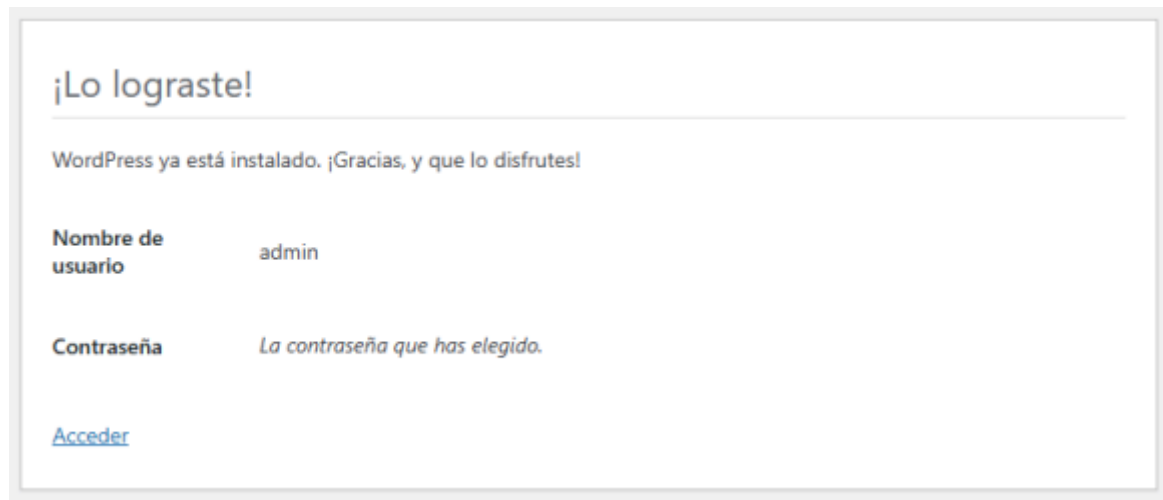 ¡Lo lograste!
WordPress ya está instalado. ¡Gracias, y que lo disfrutes!
Nombre de
usuario
admin
Contraseña
La contraseña que has elegido.
Acceder